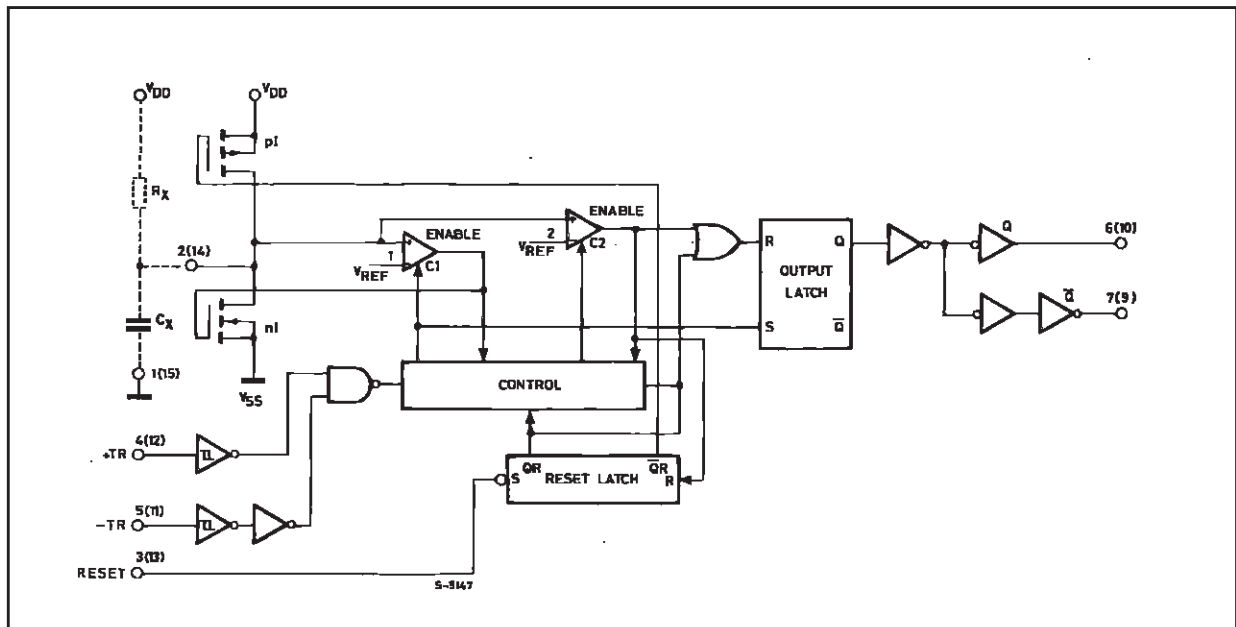 VDD
VDD
pI
RX
2(14)
CX
nI
1(15)
VSS
ENABLE
1
VREF
C1
ENABLE
2
VREF
C2
R
Q
OUTPUT
LATCH
S
Q̅
Q
6(10)
Q̅
7(9)
CONTROL
4(12)
+TR
QR
Q̅R̅
S
RESET LATCH
R
5(11)
-TR
3(13)
RESET
S-5147